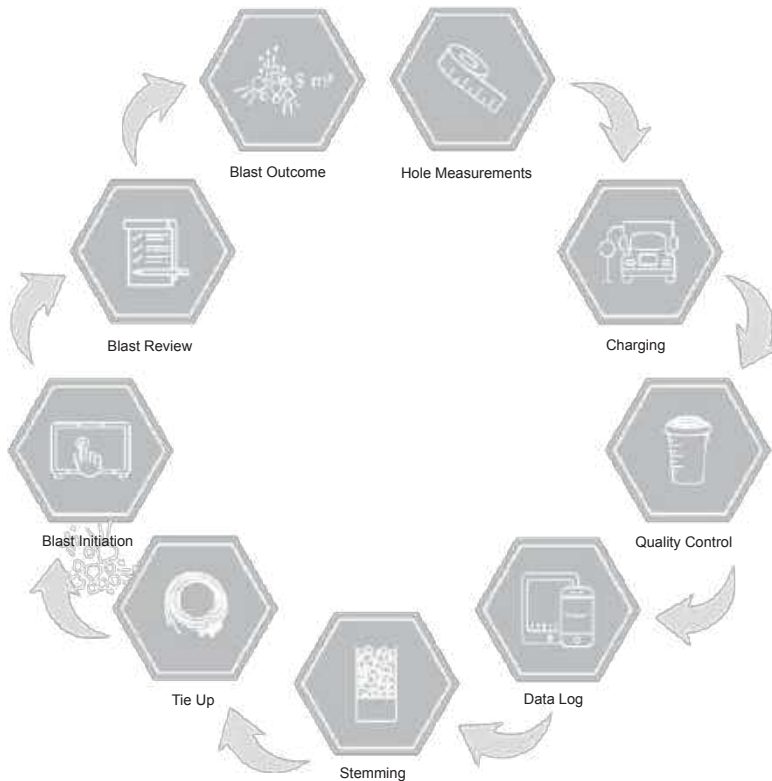 Blast Outcome
Hole Measurements
Charging
Quality Control
Data Log
Stemming
Tie Up
Blast Initiation
Blast Review